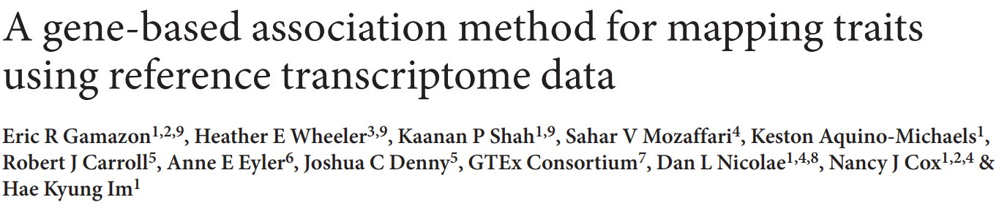 A gene-based association method for mapping traits
using reference transcriptome data
Eric R Gamazon1,2,9, Heather E Wheeler3,9, Kaanan P Shah1,9, Sahar V Mozaffari4, Keston Aquino-Michaels1,
Robert J Carroll5, Anne E Eyler6, Joshua C Denny5, GTEx Consortium7, Dan L Nicolae1,4,8, Nancy J Cox1,2,4 &
Hae Kyung Im1